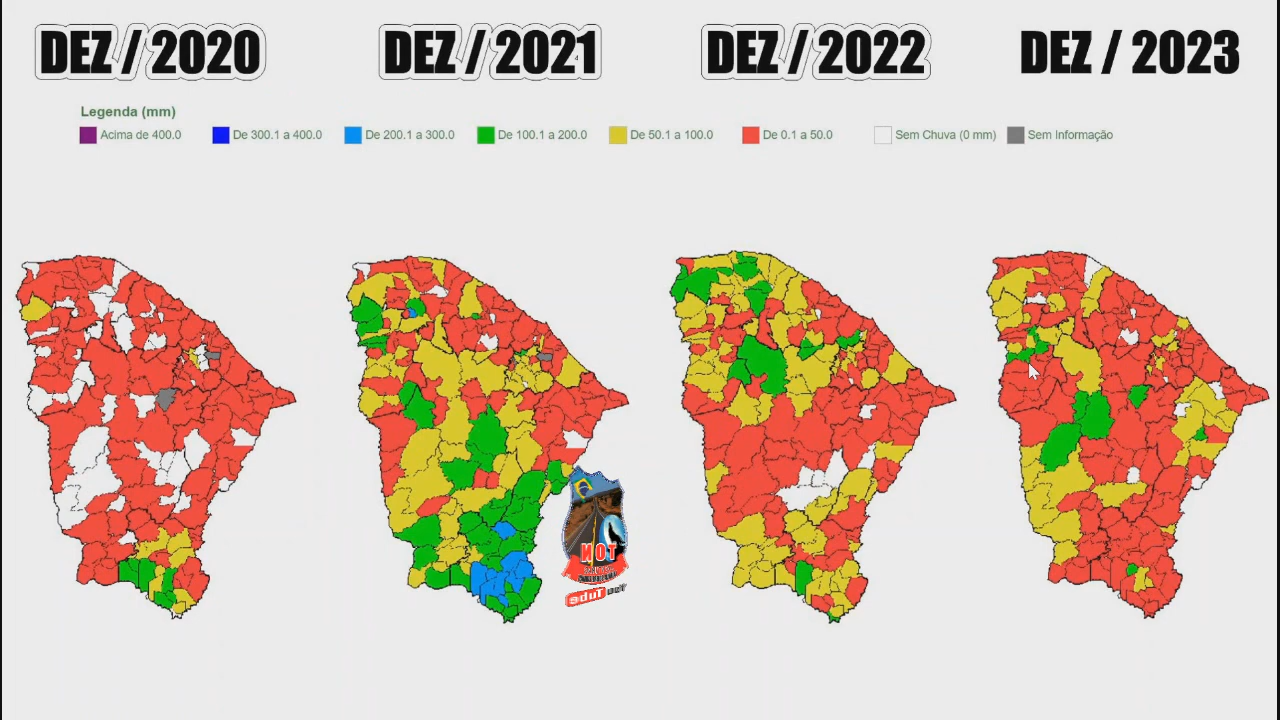 DEZ / 2020 DEZ / 2021 DEZ / 2022 DEZ / 2023
Legenda (mm)
Acima de 400.0 De 300.1 a 400.0 De 200.1 a 300.0 De 100.1 a 200.0 De 50.1 a 100.0 De 0.1 a 50.0 Sem Chuva (0 mm) Sem Informação